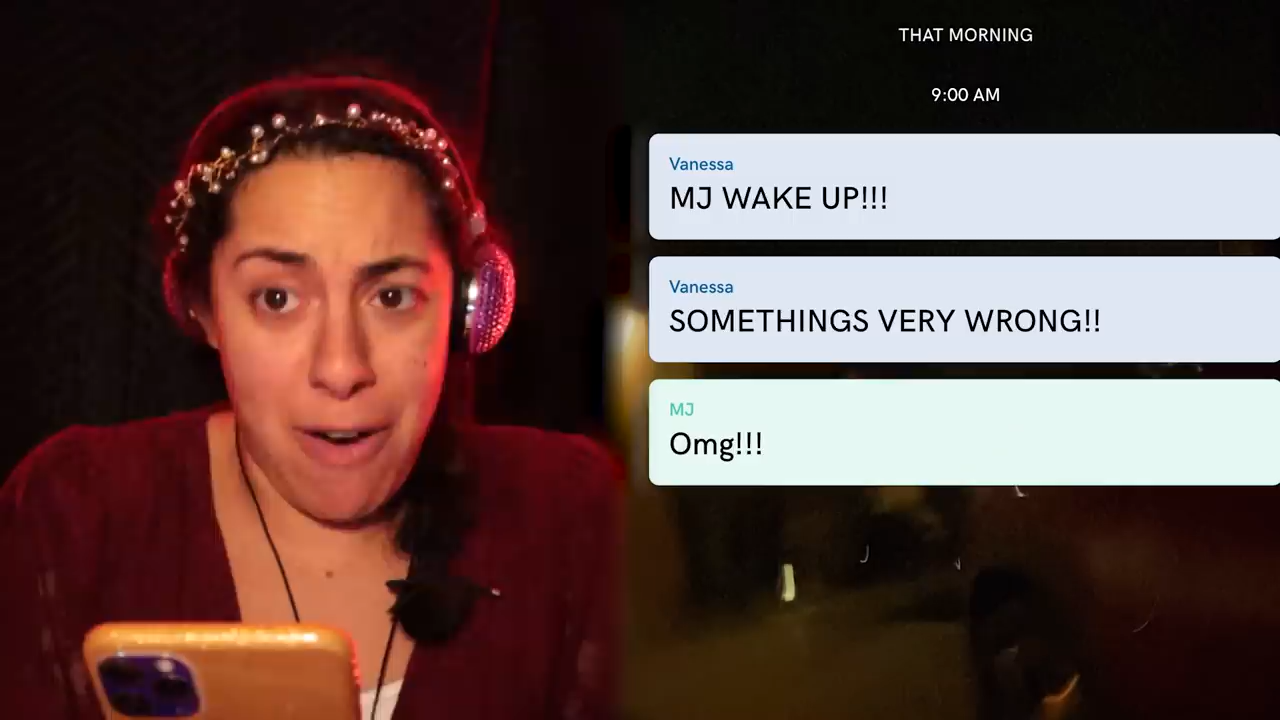 THAT MORNING
9:00 AM
Vanessa
MJ WAKE UP!!!
Vanessa
SOMETHINGS VERY WRONG!!
MJ
Omg!!!